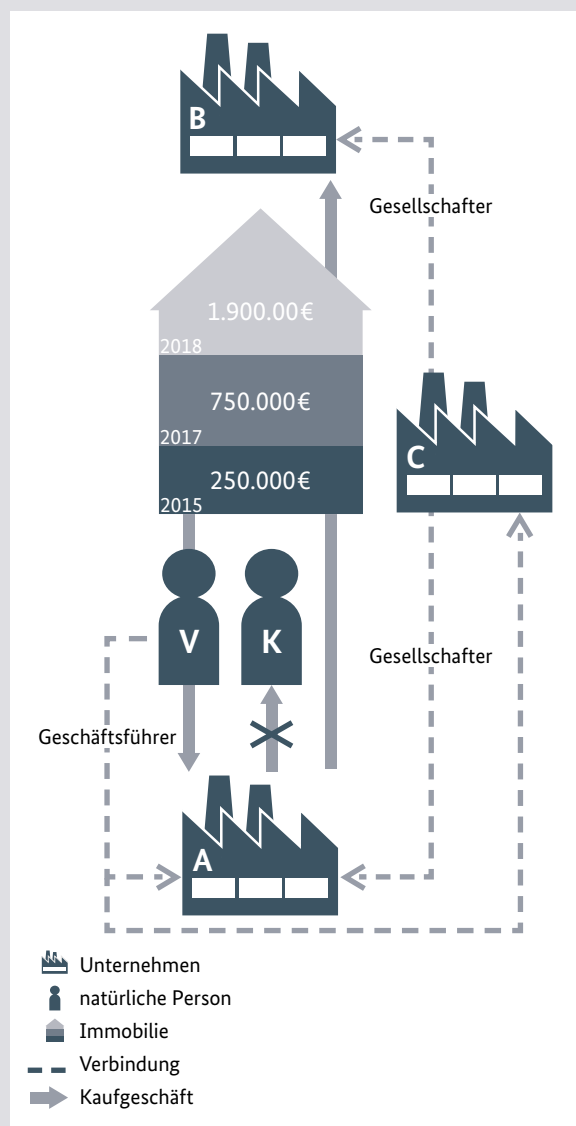 B
Gesellschafter
1.900.00€
2018
750.000€
2017
C
250.000€
2015
V
K
Gesellschafter
Geschäftsführer
A
Unternehmen
natürliche Person
Immobilie
Verbindung
Kaufgeschäft